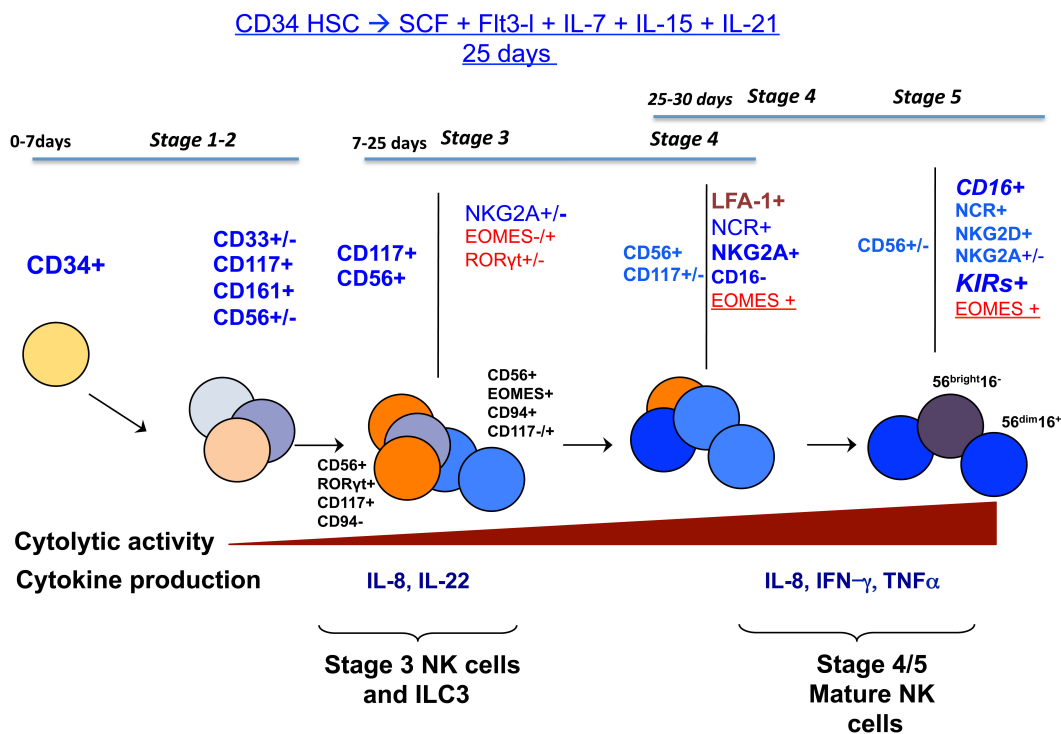 CD34 HSC → SCF + Flt3-l + IL-7 + IL-15 + IL-21
25 days
25-30 days
Stage 4
Stage 5
0-7days
Stage 1-2
7-25 days
Stage 3
Stage 4
CD34+
CD33+/-
CD117+
CD161+
CD56+/-
CD117+
CD56+
NKG2A+/-
EOMES-/+
RORγt+/-
CD56+
CD117+/-
LFA-1+
NCR+
NKG2A+
CD16-
EOMES +
CD56+/-
CD16+
NCR+
NKG2D+
NKG2A+/-
KIRs+
EOMES +
CD56+
EOMES+
CD94+
CD117-/+
56bright16-
56dim16+
CD56+
RORγt+
CD117+
CD94-
Cytolytic activity
Cytokine production
IL-8, IL-22
IL-8, IFN–γ, TNFα
Stage 3 NK cells
and ILC3
Stage 4/5
Mature NK
cells